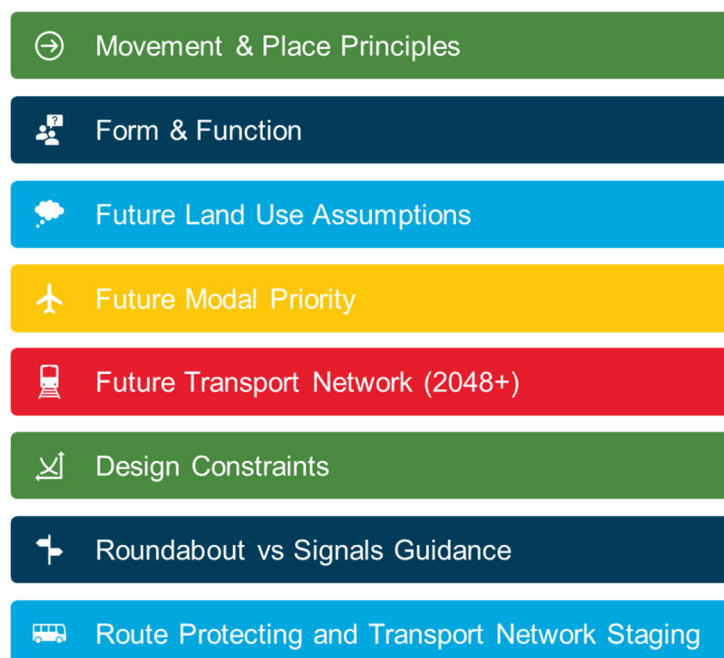 Movement & Place Principles
?
Form & Function
Future Land Use Assumptions
Future Modal Priority
Future Transport Network (2048+)
Design Constraints
Roundabout vs Signals Guidance
Route Protecting and Transport Network Staging